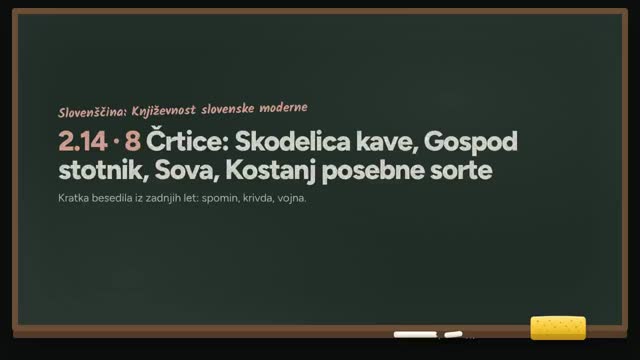 Slovenščina: Književnost slovenske moderne
2.14 · 8 Črtice: Skodelica kave, Gospod
stotnik, Sova, Kostanj posebne sorte
Kratka besedila iz zadnjih let: spomin, krivda, vojna.